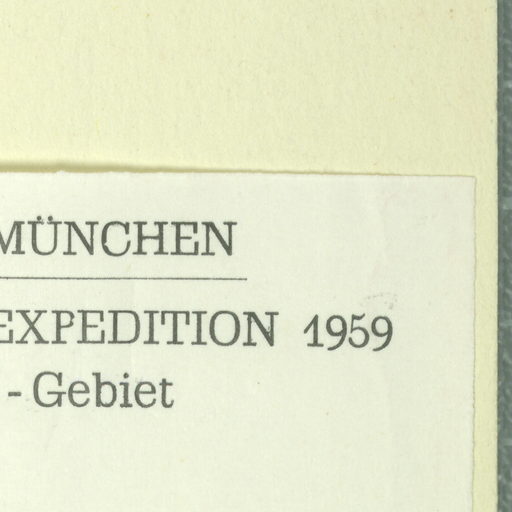 MÜNCHEN
EXPEDITION 1959
- Gebiet